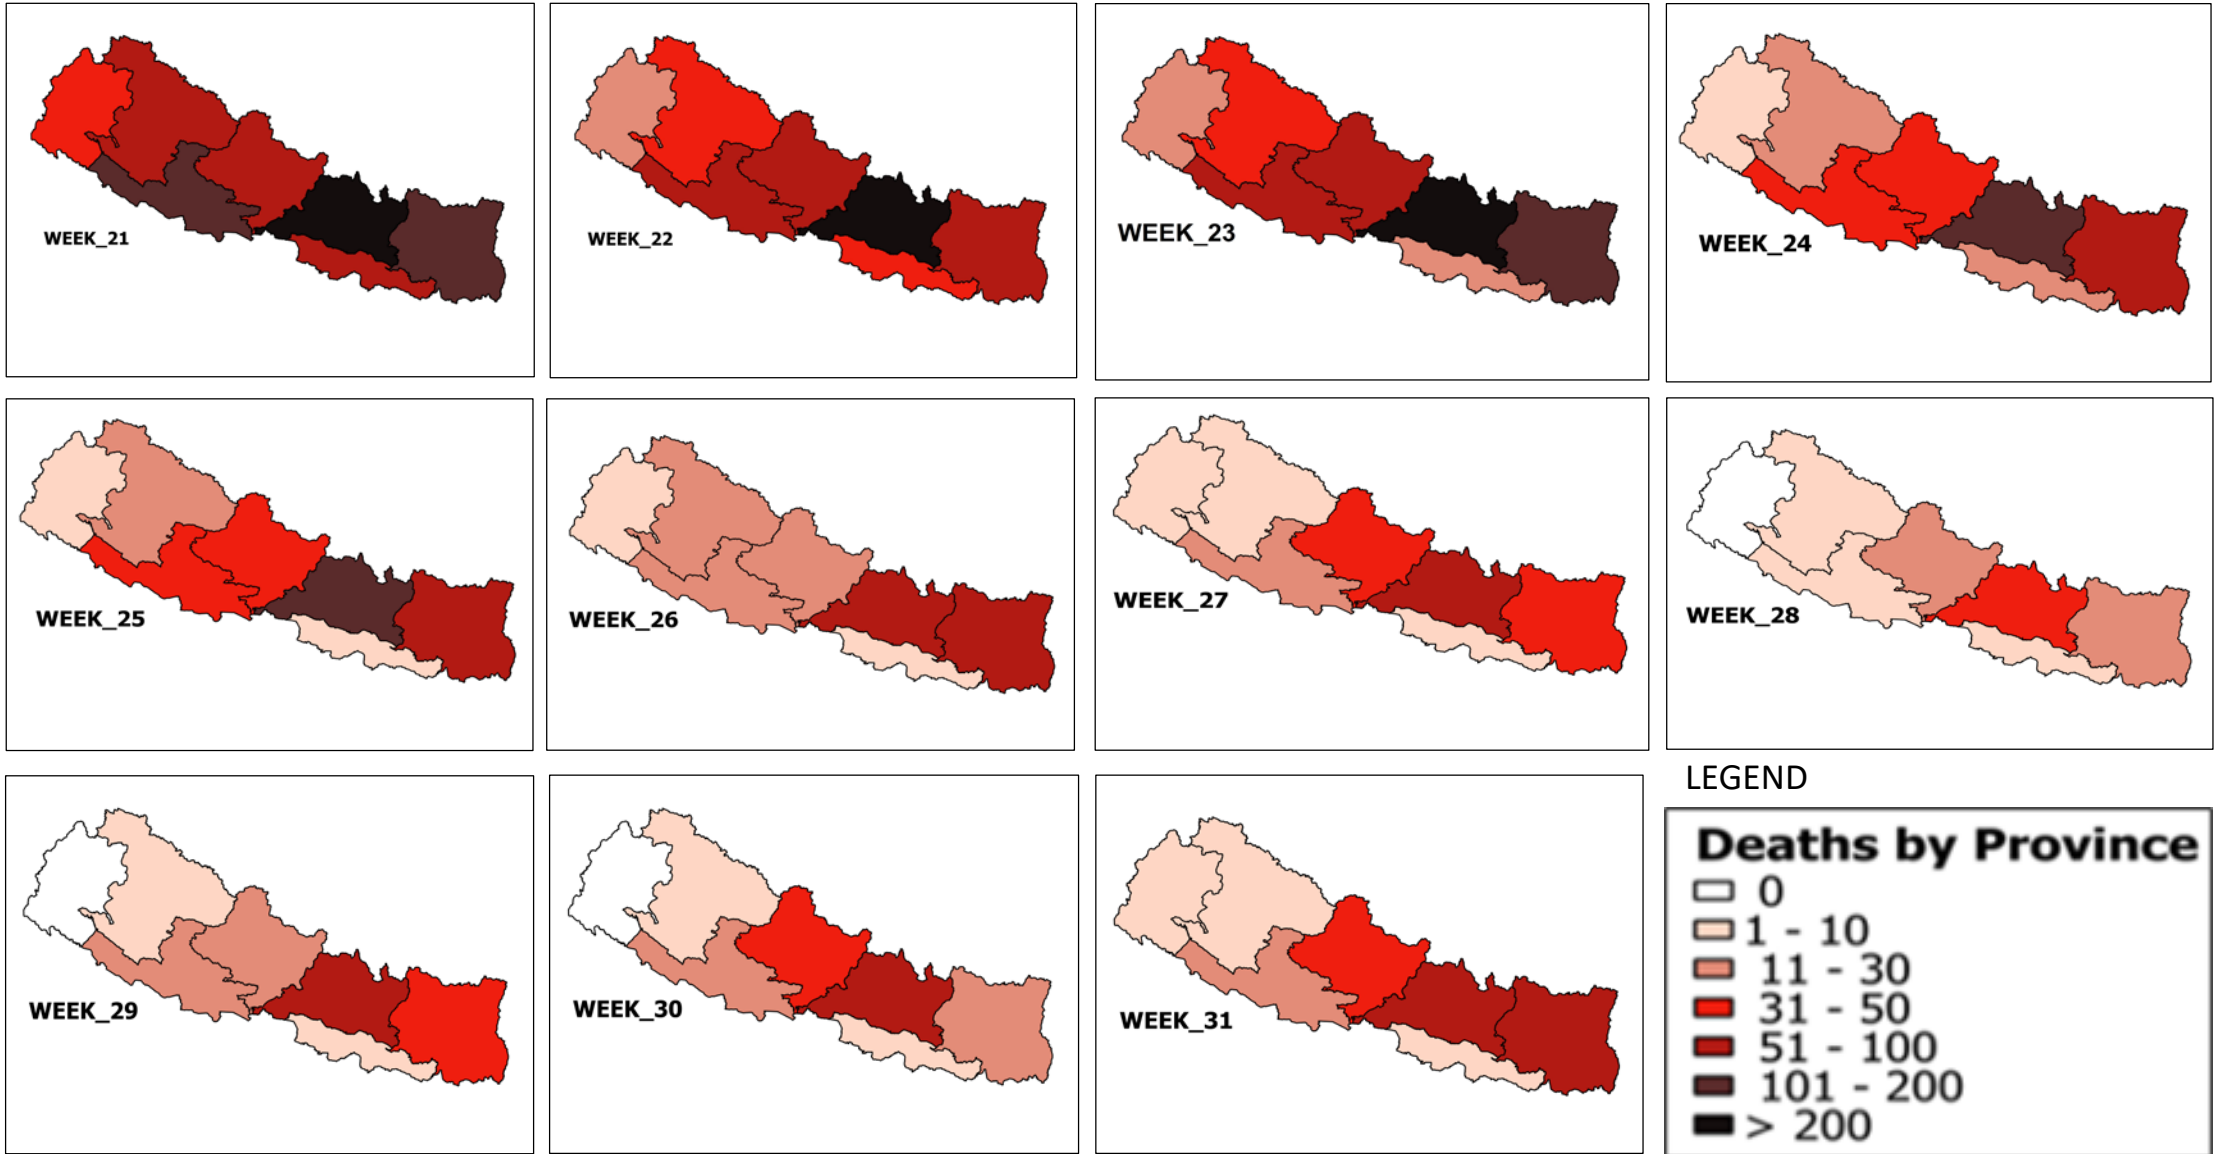 WEEK_21
WEEK_22
WEEK_23
WEEK_24
WEEK_25
WEEK_26
WEEK_27
WEEK_28
WEEK_29
WEEK_30
WEEK_31
LEGEND
Deaths by Province
0
1 - 10
11 - 30
31 - 50
51 - 100
101 - 200
> 200